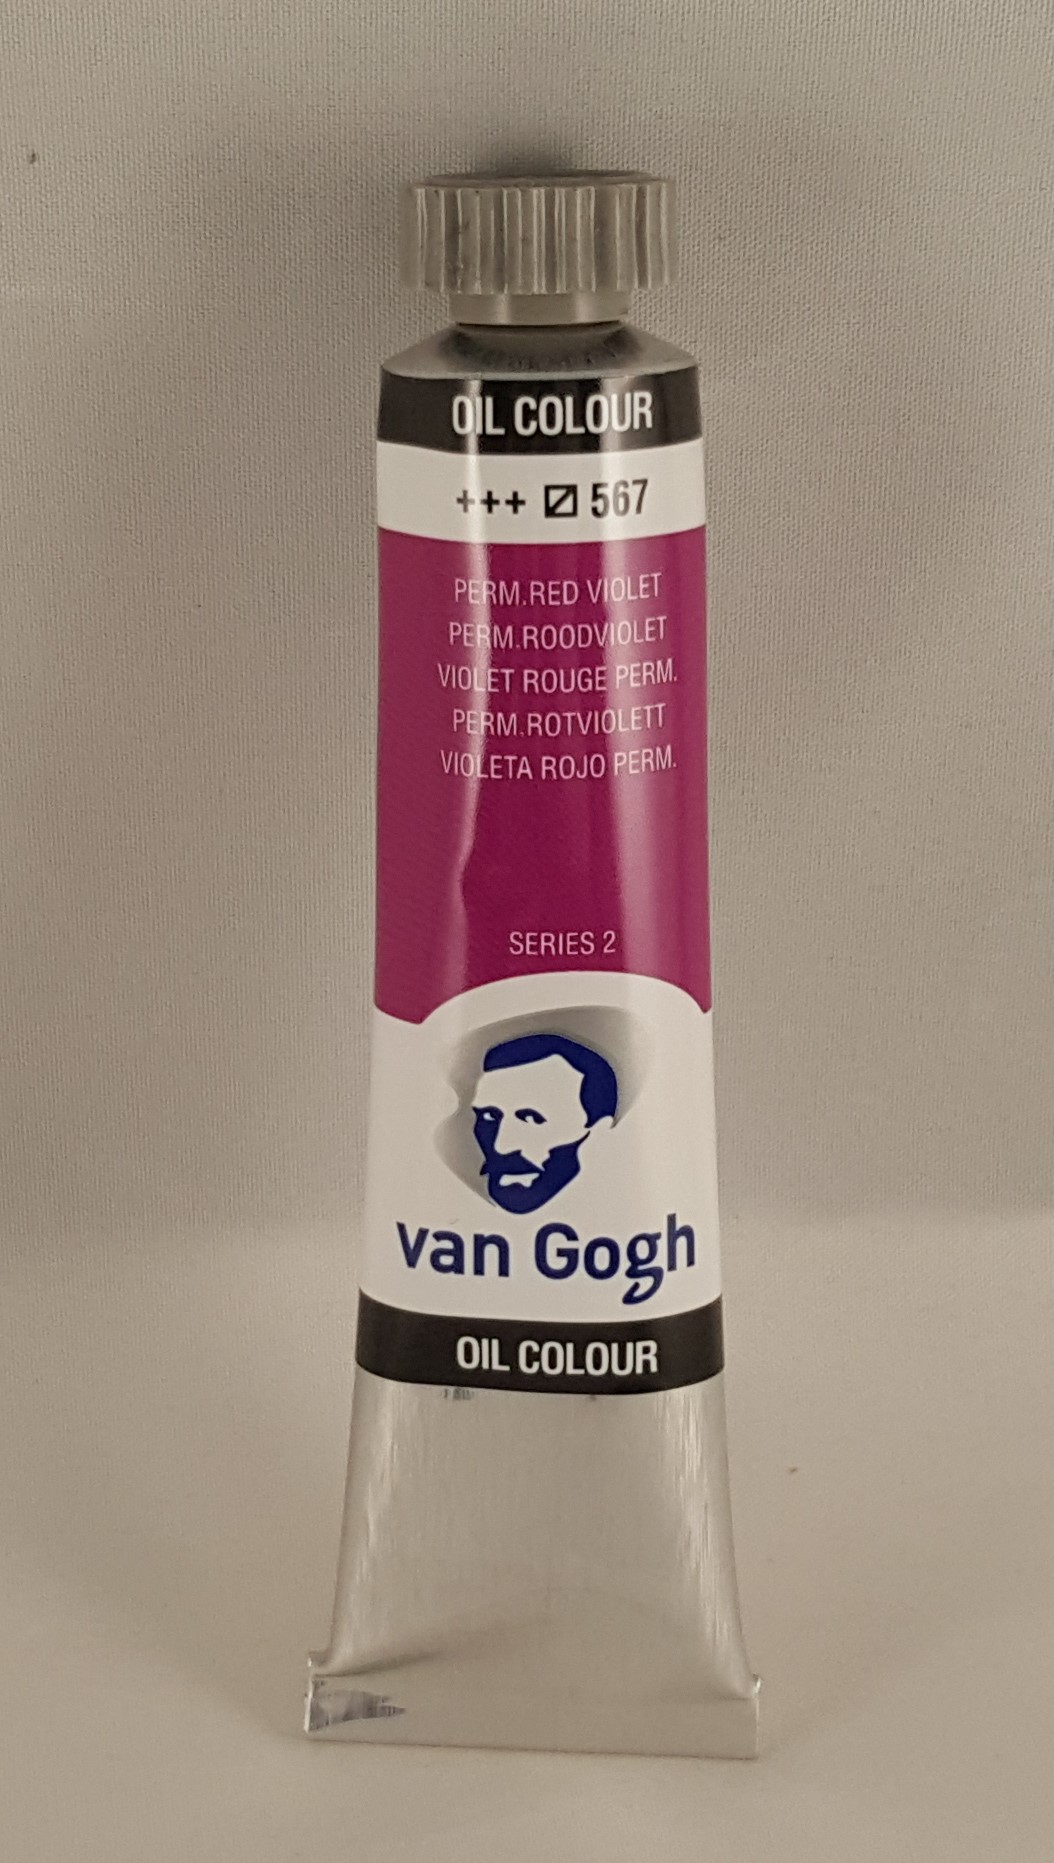 OIL COLOUR
+++ 567
PERM.RED VIOLET
PERM.ROODVIOLET
VIOLET ROUGE PERM.
PERM.ROTVIOLETT
VIOLETA ROJO PERM.
SERIES 2
van Gogh
OIL COLOUR